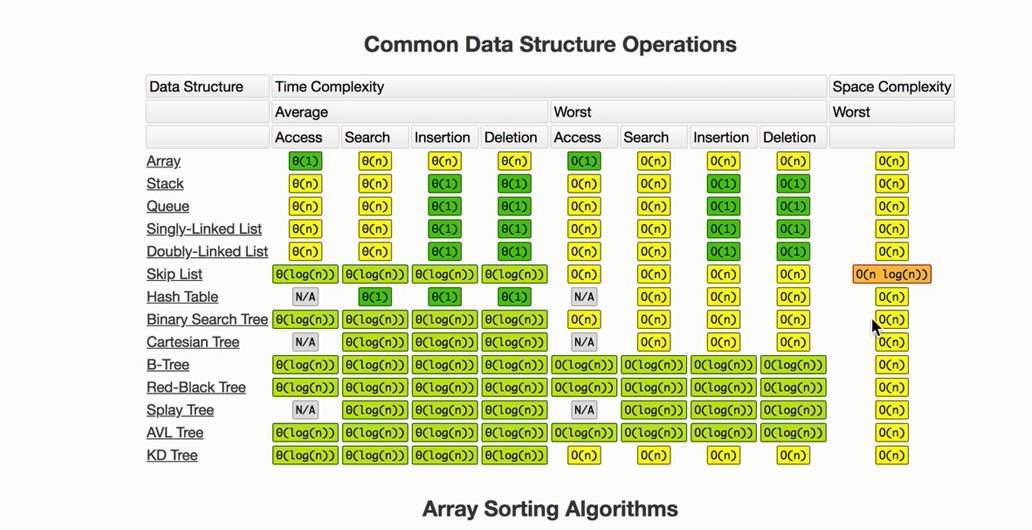 Common Data Structure Operations
Data Structure Time Complexity Space Complexity
Average Worst Worst
Access Search Insertion Deletion Access Search Insertion Deletion
Array θ(1) θ(n) θ(n) θ(n) O(1) O(n) O(n) O(n) O(n)
Stack θ(n) θ(n) θ(1) θ(1) O(n) O(n) O(1) O(1) O(n)
Queue θ(n) θ(n) θ(1) θ(1) O(n) O(n) O(1) O(1) O(n)
Singly-Linked List θ(n) θ(n) θ(1) θ(1) O(n) O(n) O(1) O(1) O(n)
Doubly-Linked List θ(n) θ(n) θ(1) θ(1) O(n) O(n) O(1) O(1) O(n)
Skip List θ(log(n)) θ(log(n)) θ(log(n)) θ(log(n)) O(n) O(n) O(n) O(n) O(n log(n))
Hash Table N/A θ(1) θ(1) θ(1) N/A O(n) O(n) O(n) O(n)
Binary Search Tree θ(log(n)) θ(log(n)) θ(log(n)) θ(log(n)) O(n) O(n) O(n) O(n) O(n)
Cartesian Tree N/A θ(log(n)) θ(log(n)) θ(log(n)) N/A O(n) O(n) O(n) O(n)
B-Tree θ(log(n)) θ(log(n)) θ(log(n)) θ(log(n)) O(log(n)) O(log(n)) O(log(n)) O(log(n)) O(n)
Red-Black Tree θ(log(n)) θ(log(n)) θ(log(n)) θ(log(n)) O(log(n)) O(log(n)) O(log(n)) O(log(n)) O(n)
Splay Tree N/A θ(log(n)) θ(log(n)) θ(log(n)) N/A O(log(n)) O(log(n)) O(log(n)) O(n)
AVL Tree θ(log(n)) θ(log(n)) θ(log(n)) θ(log(n)) O(log(n)) O(log(n)) O(log(n)) O(log(n)) O(n)
KD Tree θ(log(n)) θ(log(n)) θ(log(n)) θ(log(n)) O(n) O(n) O(n) O(n) O(n)
Array Sorting Algorithms